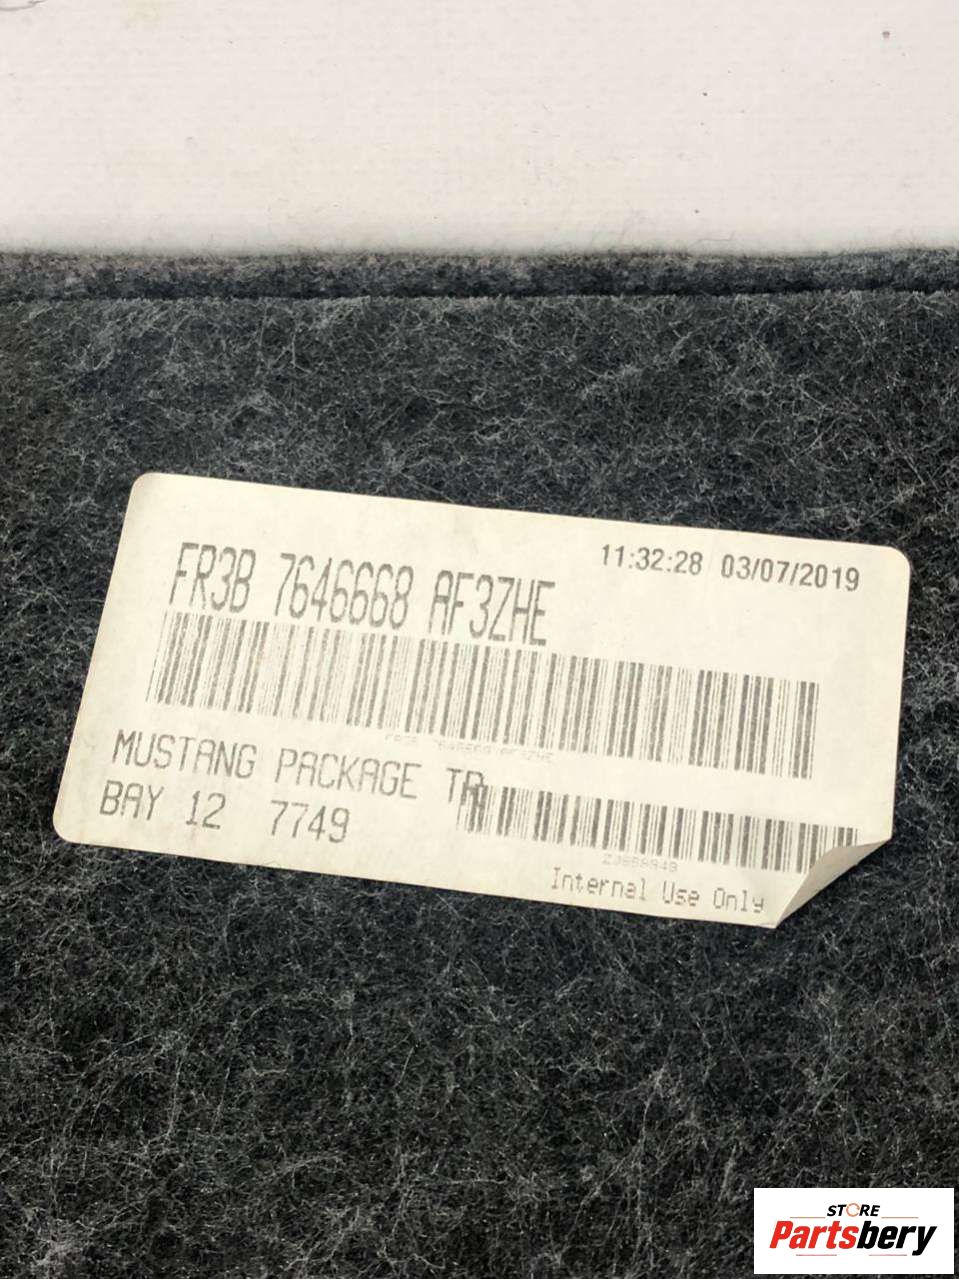 11:32:28 03/07/2019
FR3B 7646668 AF3ZHE
MUSTANG PACKAGE TR
BAY 12 7749
Internal Use Only
STORE
Partsbery